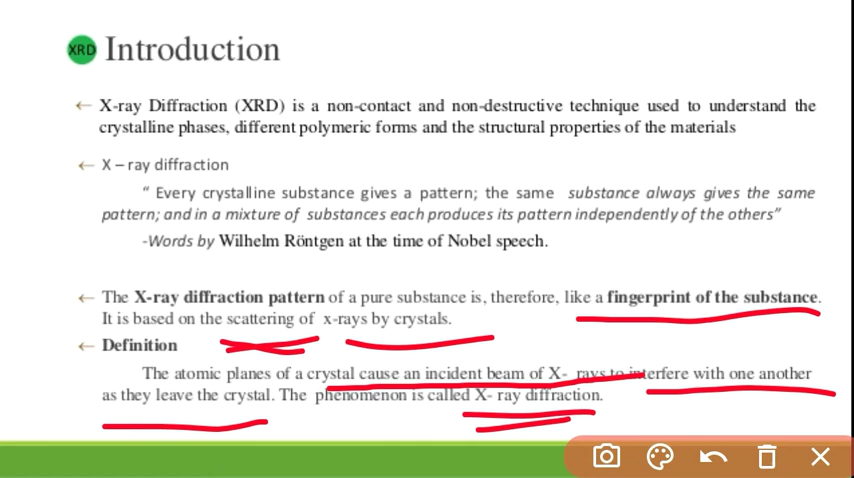 XRD Introduction
← X-ray Diffraction (XRD) is a non-contact and non-destructive technique used to understand the
crystalline phases, different polymeric forms and the structural properties of the materials
← X – ray diffraction
“ Every crystalline substance gives a pattern; the same substance always gives the same
pattern; and in a mixture of substances each produces its pattern independently of the others”
-Words by Wilhelm Röntgen at the time of Nobel speech.
← The X-ray diffraction pattern of a pure substance is, therefore, like a fingerprint of the substance.
It is based on the scattering of x-rays by crystals.
← Definition
The atomic planes of a crystal cause an incident beam of X- rays to interfere with one another
as they leave the crystal. The phenomenon is called X- ray diffraction.